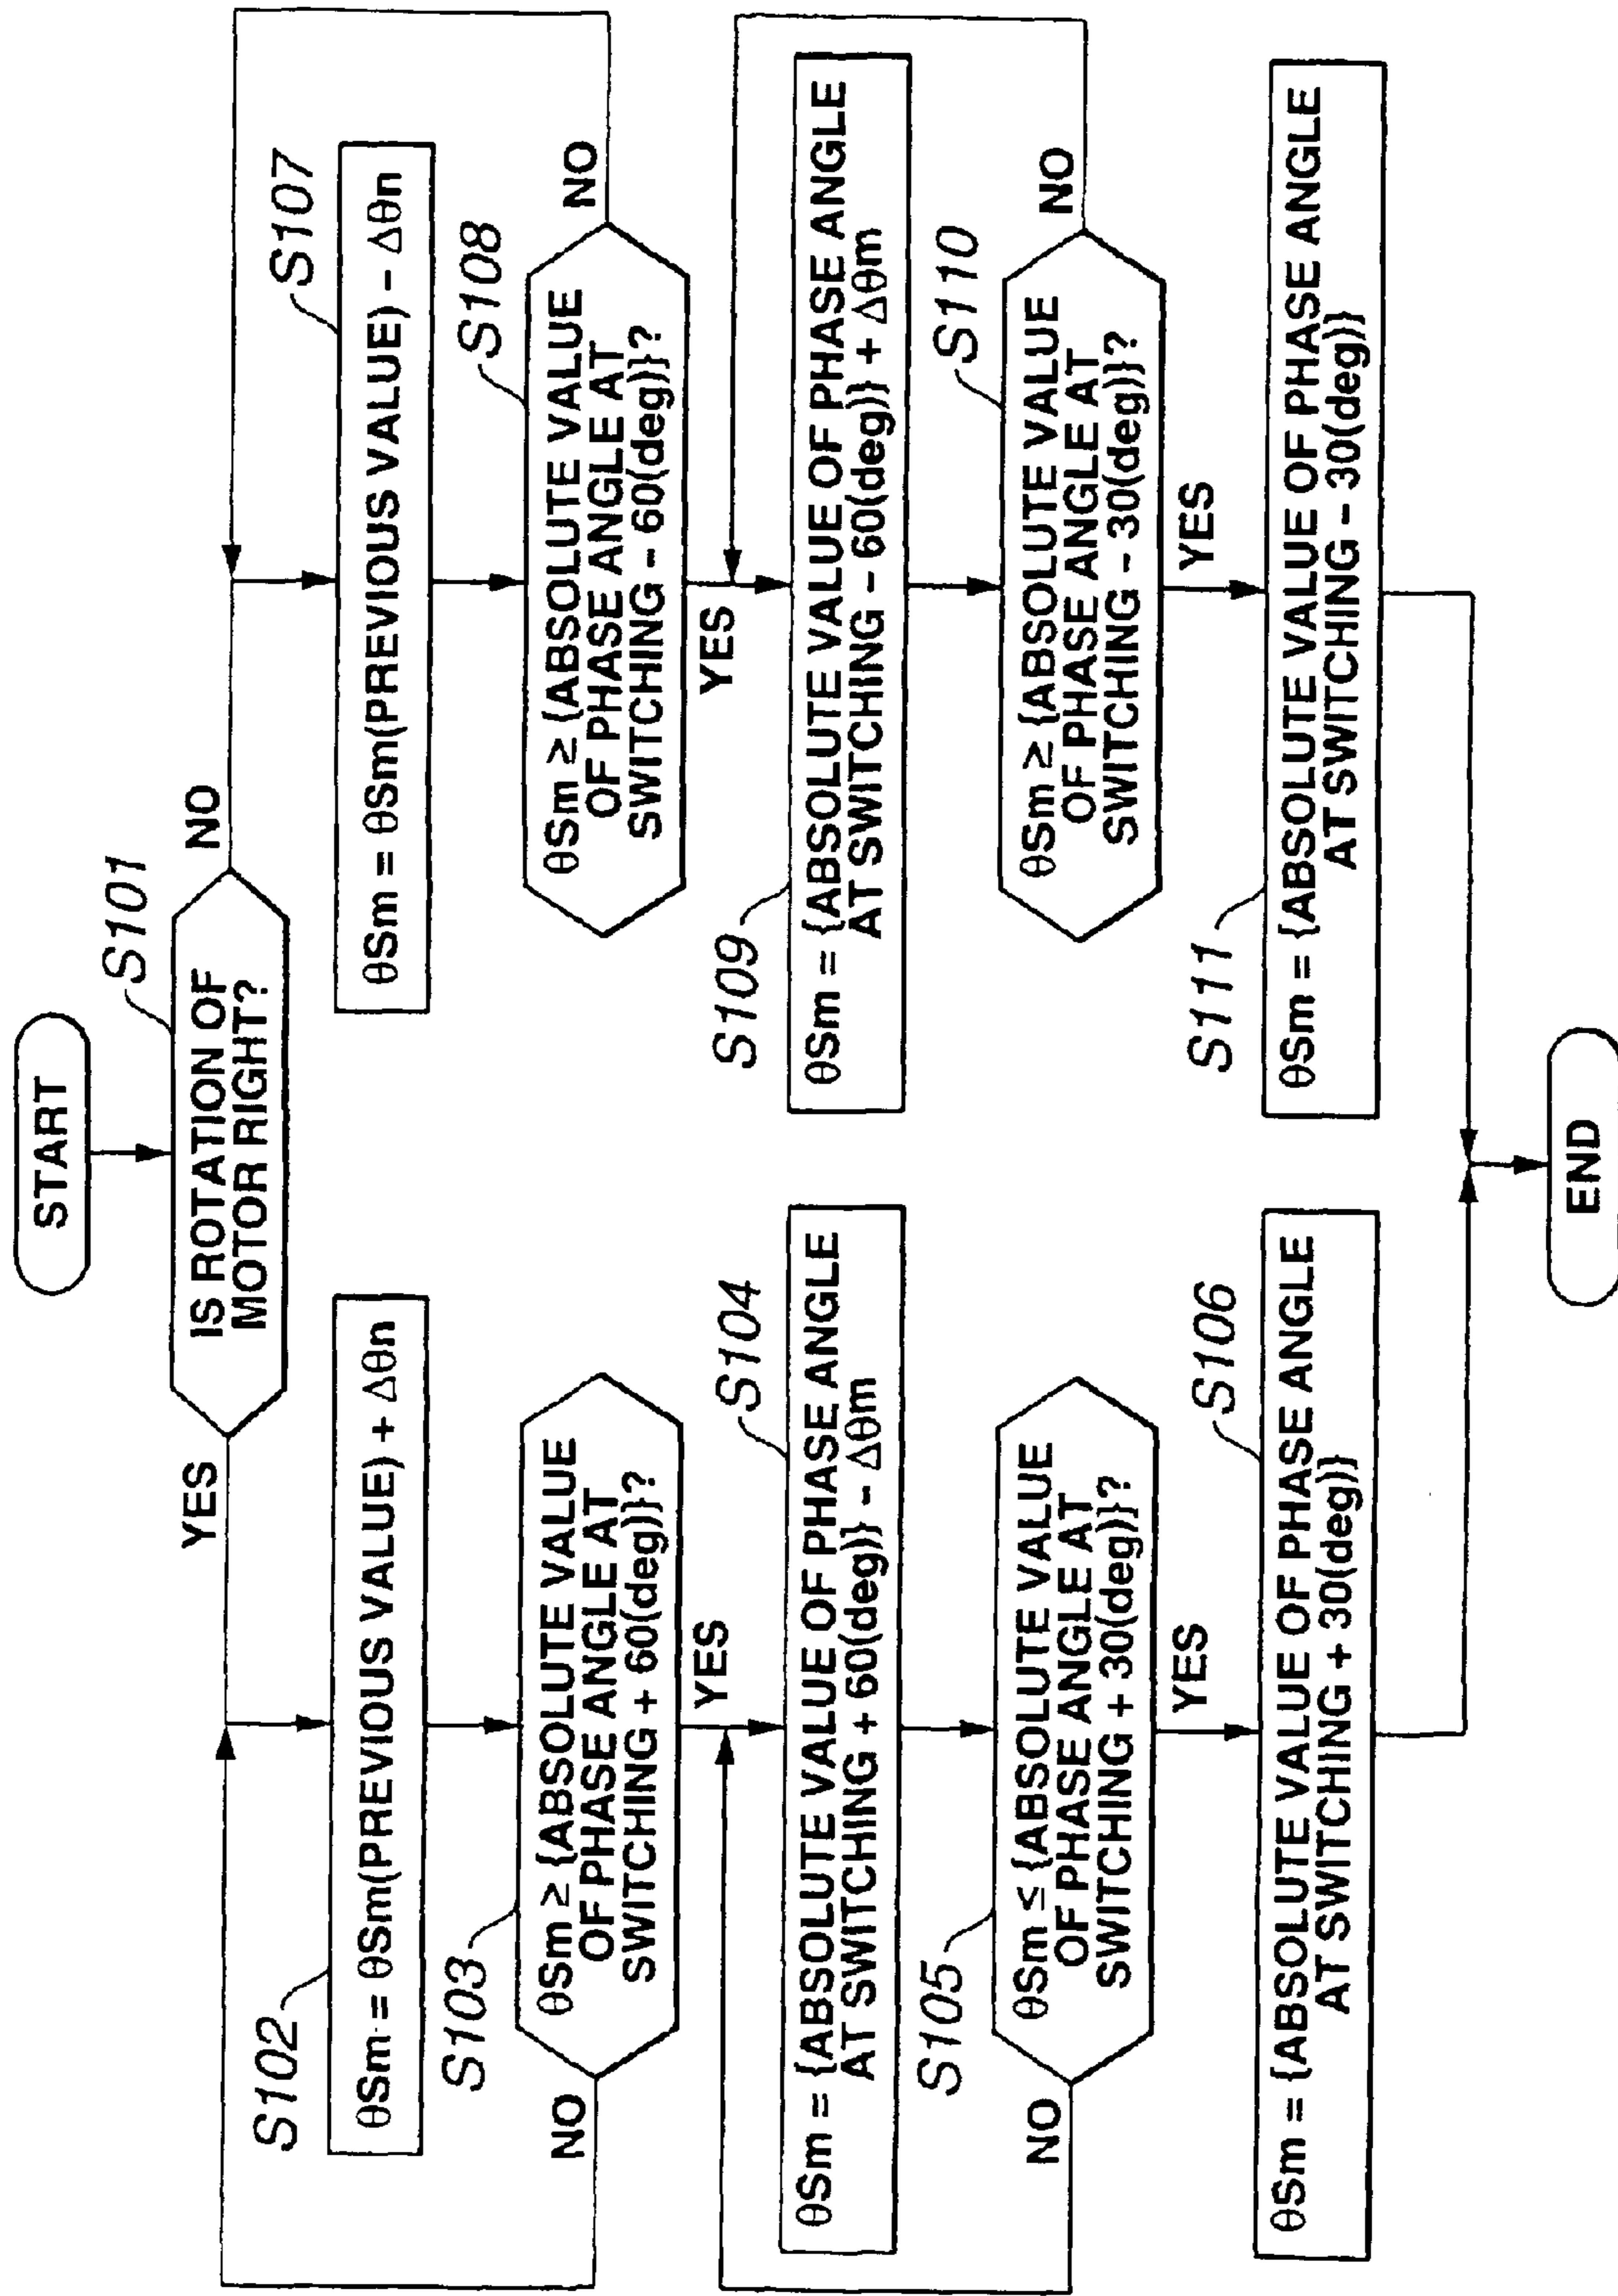 START
S101
IS ROTATION OF
MOTOR RIGHT?
YES
NO
S102
θSm = θSm(PREVIOUS VALUE) + Δθn
S103
θSm ≥ {ABSOLUTE VALUE
OF PHASE ANGLE AT
SWITCHING + 60(deg)}?
NO
YES
S104
θSm = {ABSOLUTE VALUE OF PHASE ANGLE
AT SWITCHING + 60(deg)} - Δθm
S105
θSm ≤ {ABSOLUTE VALUE
OF PHASE ANGLE AT
SWITCHING + 30(deg)}?
NO
YES
S106
θSm = {ABSOLUTE VALUE OF PHASE ANGLE
AT SWITCHING + 30(deg)}
S107
θSm = θSm(PREVIOUS VALUE) - Δθn
S108
θSm ≥ {ABSOLUTE VALUE
OF PHASE ANGLE AT
SWITCHING - 60(deg)}?
NO
YES
S109
θSm = {ABSOLUTE VALUE OF PHASE ANGLE
AT SWITCHING - 60(deg)} + Δθm
S110
θSm ≥ {ABSOLUTE VALUE
OF PHASE ANGLE AT
SWITCHING - 30(deg)}?
NO
YES
S111
θSm = {ABSOLUTE VALUE OF PHASE ANGLE
AT SWITCHING - 30(deg)}
END